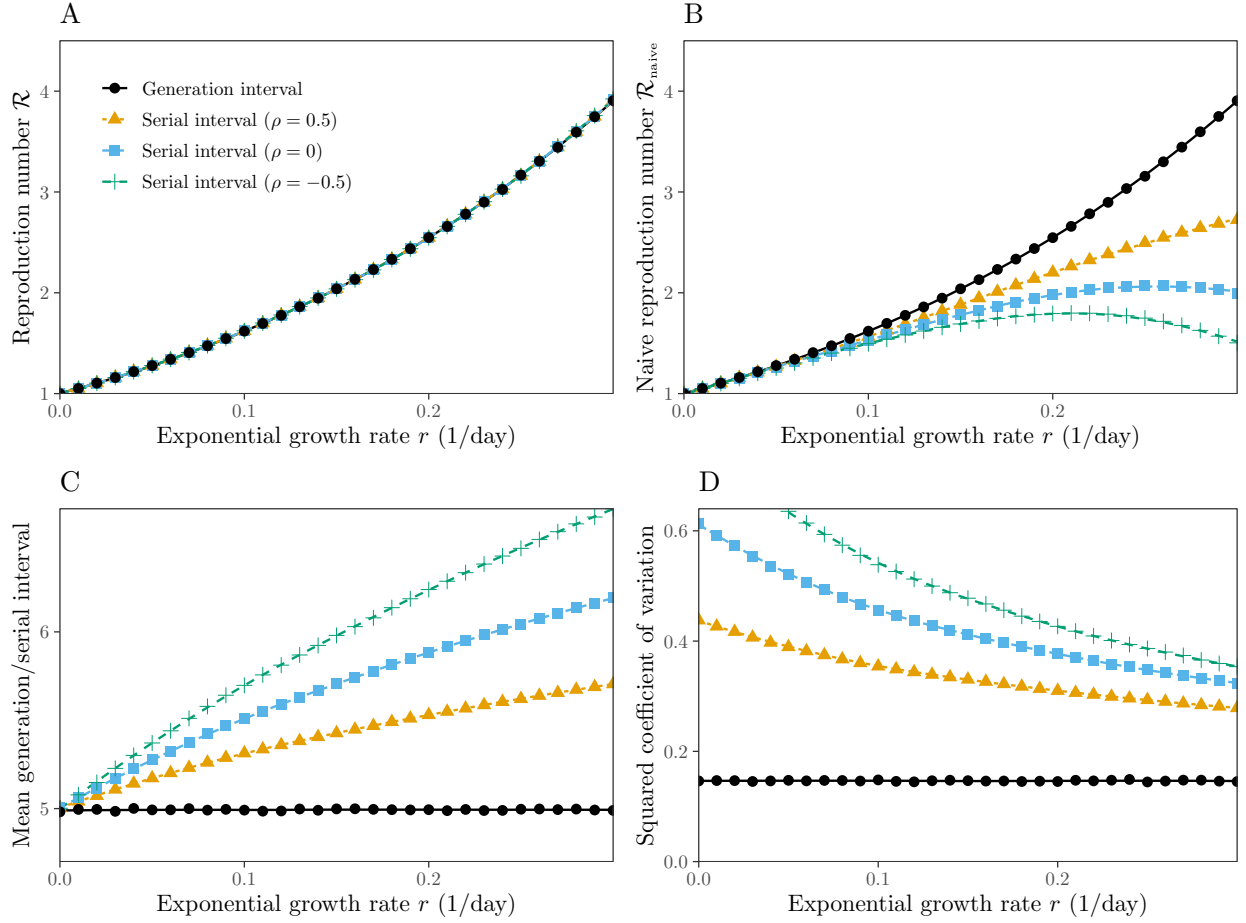 A
Reproduction number R
4
3
2
1
Generation interval
Serial interval (ρ = 0.5)
Serial interval (ρ = 0)
Serial interval (ρ = −0.5)
0.0 0.1 0.2
Exponential growth rate r (1/day)
B
Naive reproduction number R_naive
4
3
2
1
0.0 0.1 0.2
Exponential growth rate r (1/day)
C
Mean generation/serial interval
6
5
0.0 0.1 0.2
Exponential growth rate r (1/day)
D
Squared coefficient of variation
0.6
0.4
0.2
0.0
0.0 0.1 0.2
Exponential growth rate r (1/day)